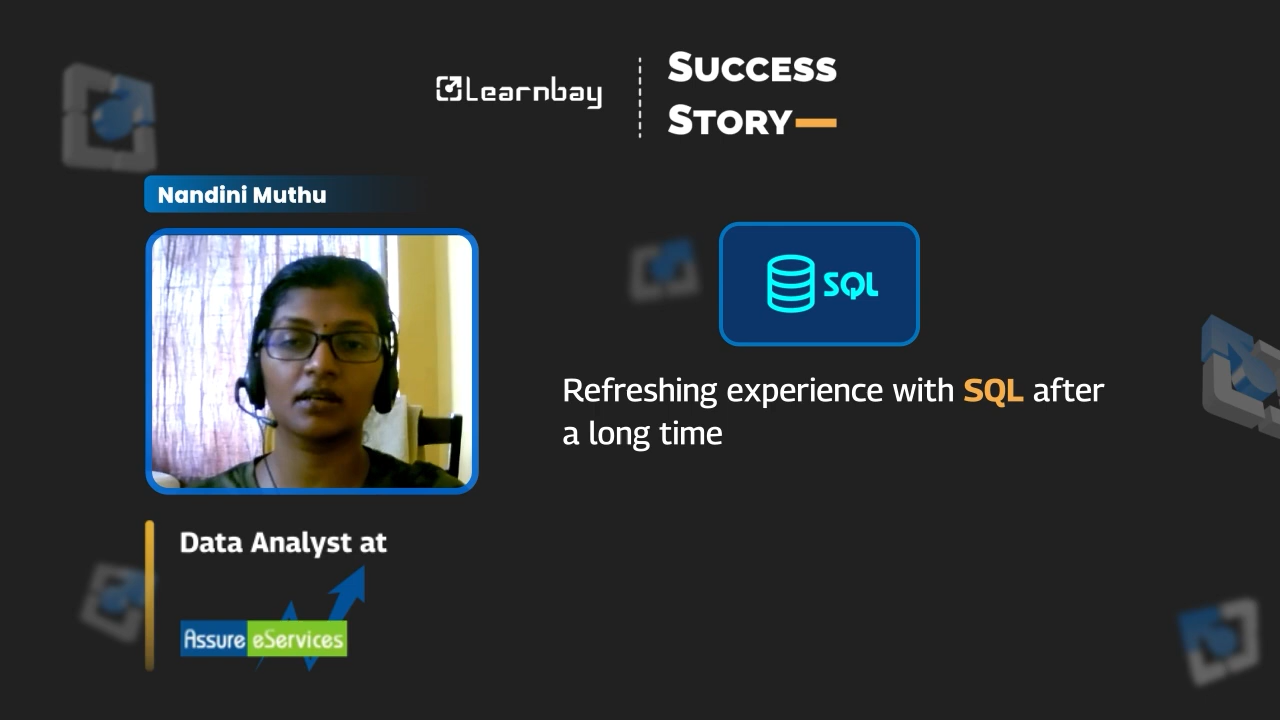 Learnbay
SUCCESS
STORY
Nandini Muthu
SQL
Refreshing experience with SQL after
a long time
Data Analyst at
Assure eServices